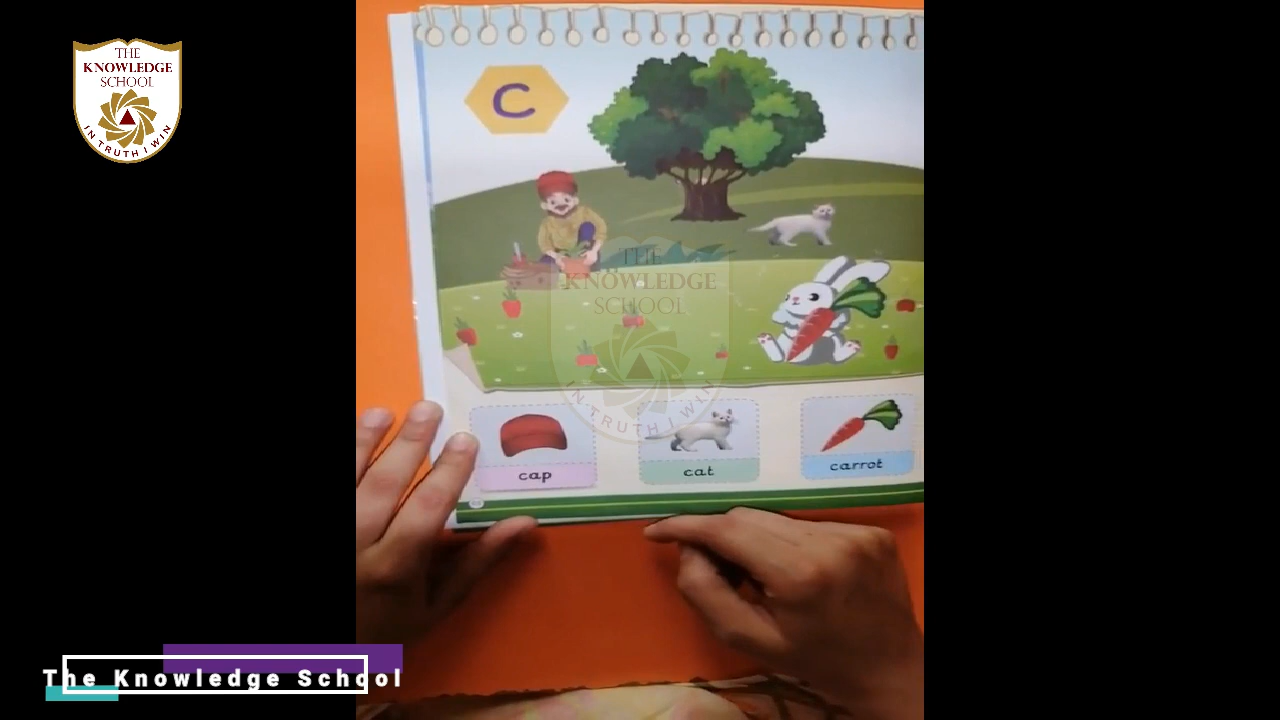 THE
KNOWLEDGE
SCHOOL
IN TRUTH I WIN
c
THE
KNOWLEDGE
SCHOOL
IN TRUTH I WIN
cap
cat
carrot
The Knowledge School